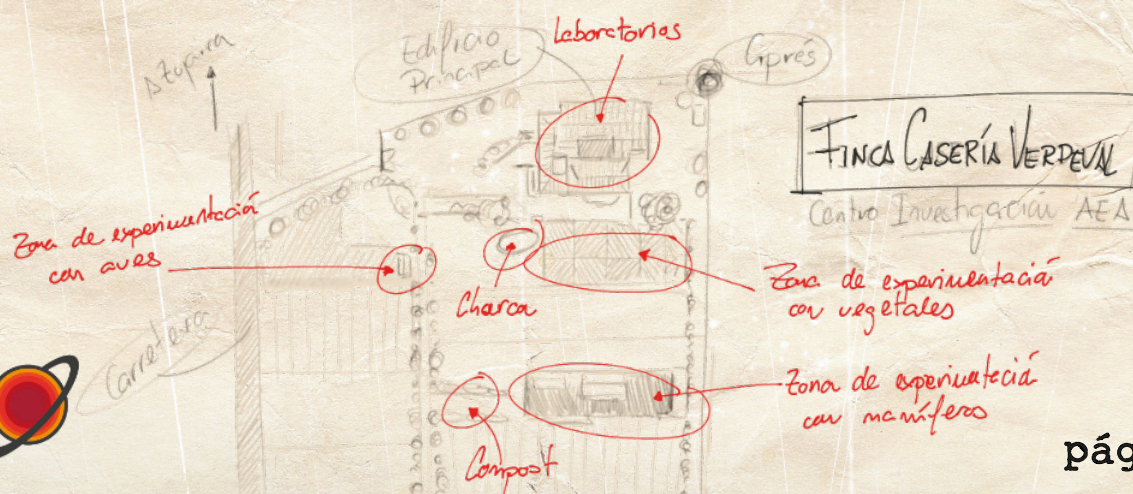 Laboratorios
Edificio
Principal
Ciprés
FINCA CASERÍA VERDEVAL
Centro Investigación AEA
Zona de experimentació
con aves
Charca
Zona de experimentació
con vegetales
Carretera
zona de experimentació
con mamíferos
Compost
pág